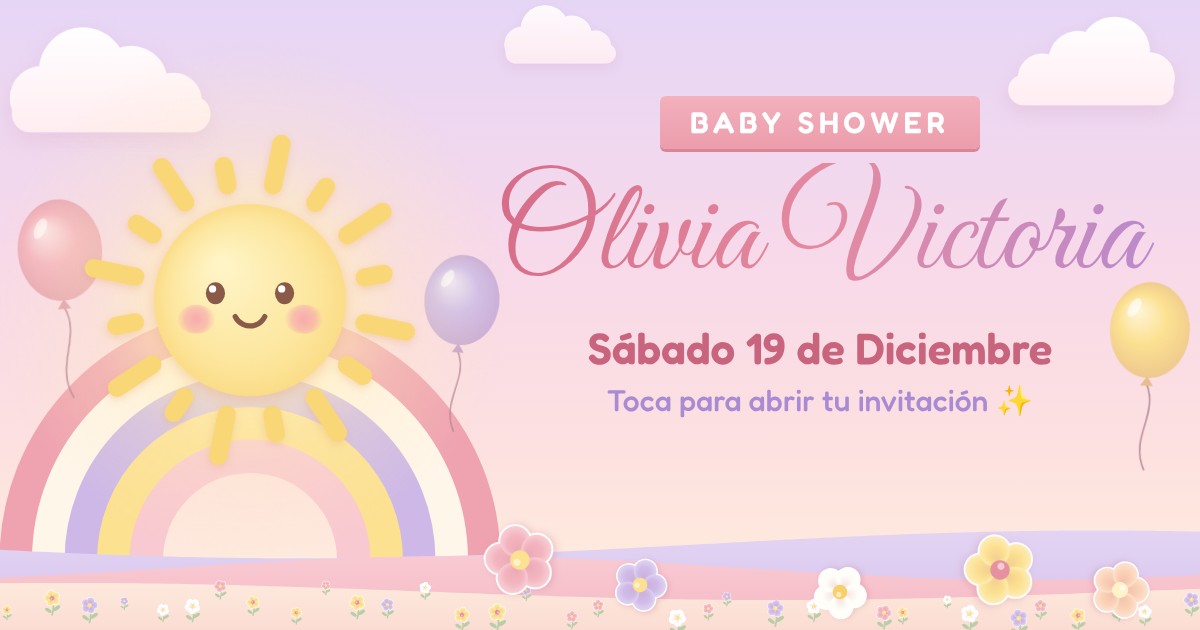 BABY SHOWER
Olivia Victoria
Sábado 19 de Diciembre
Toca para abrir tu invitación ✨